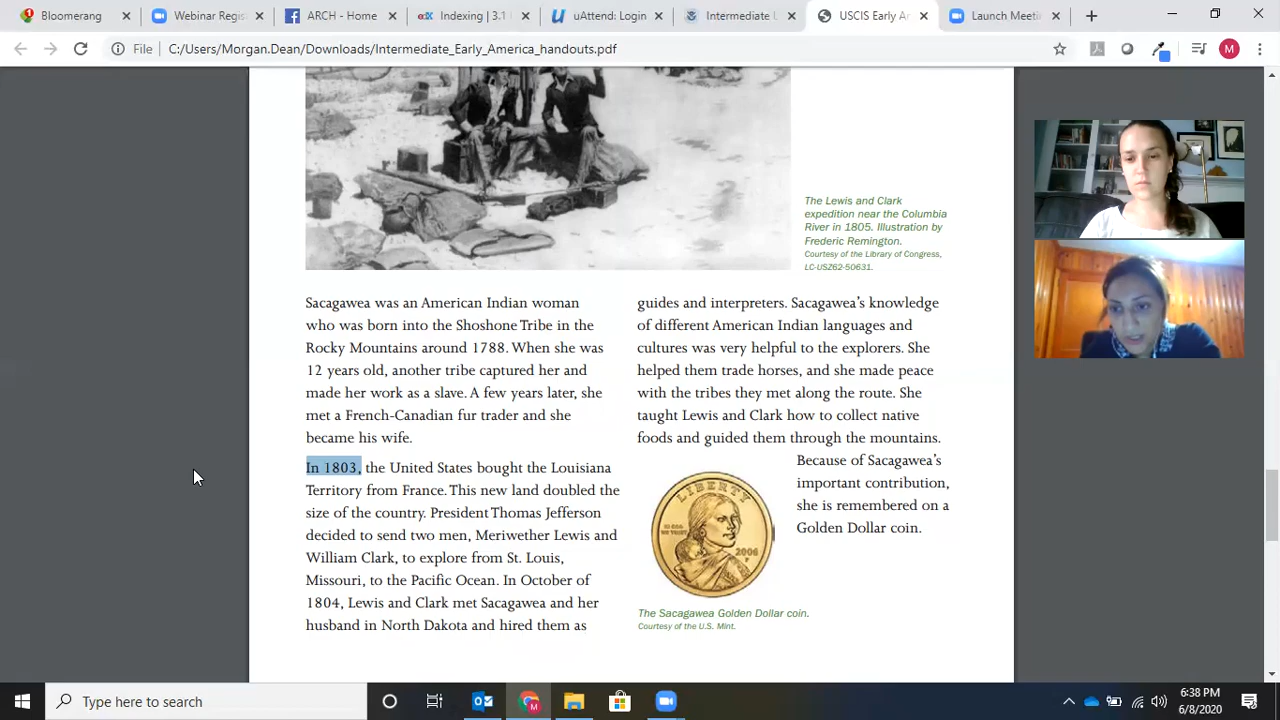 Bloomerang
Webinar Regis
ARCH - Home
Indexing | 3.1
uAttend: Login
Intermediate
USCIS Early A
Launch Meeti
File
C:/Users/Morgan.Dean/Downloads/Intermediate_Early_America_handouts.pdf
M
The Lewis and Clark
expedition near the Columbia
River in 1805. Illustration by
Frederic Remington.
Courtesy of the Library of Congress,
LC-USZ62-50631.
Sacagawea was an American Indian woman
who was born into the Shoshone Tribe in the
Rocky Mountains around 1788. When she was
12 years old, another tribe captured her and
made her work as a slave. A few years later, she
met a French-Canadian fur trader and she
became his wife.
In 1803, the United States bought the Louisiana
Territory from France. This new land doubled the
size of the country. President Thomas Jefferson
decided to send two men, Meriwether Lewis and
William Clark, to explore from St. Louis,
Missouri, to the Pacific Ocean. In October of
1804, Lewis and Clark met Sacagawea and her
husband in North Dakota and hired them as
guides and interpreters. Sacagawea's knowledge
of different American Indian languages and
cultures was very helpful to the explorers. She
helped them trade horses, and she made peace
with the tribes they met along the route. She
taught Lewis and Clark how to collect native
foods and guided them through the mountains.
Because of Sacagawea's
important contribution,
she is remembered on a
Golden Dollar coin.
LIBERTY
IN GOD
WE TRUST
2006
P
The Sacagawea Golden Dollar coin.
Courtesy of the U.S. Mint.
Type here to search
6:38 PM
6/8/2020